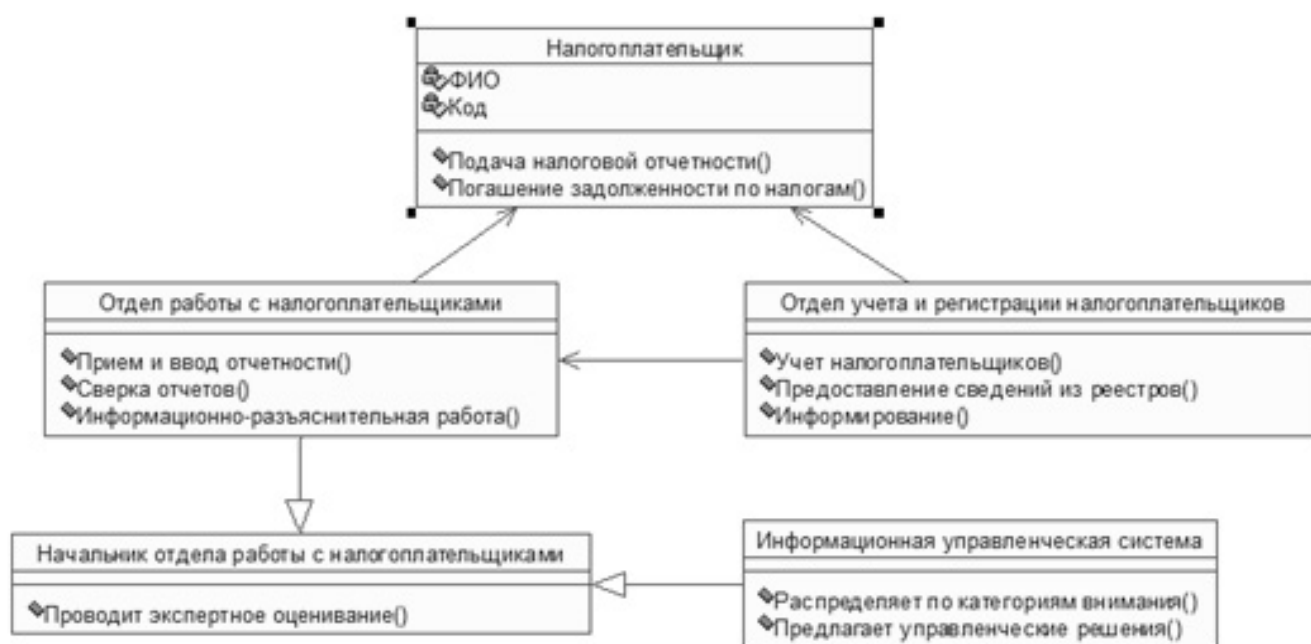 Налогоплательщик
ФИО
Код
Подача налоговой отчетности()
Погашение задолженности по налогам()
Отдел работы с налогоплательщиками
Прием и ввод отчетности()
Сверка отчетов()
Информационно-разъяснительная работа()
Отдел учета и регистрации налогоплательщиков
Учет налогоплательщиков()
Предоставление сведений из реестров()
Информирование()
Начальник отдела работы с налогоплательщиками
Проводит экспертное оценивание()
Информационная управленческая система
Распределяет по категориям внимания()
Предлагает управленческие решения()